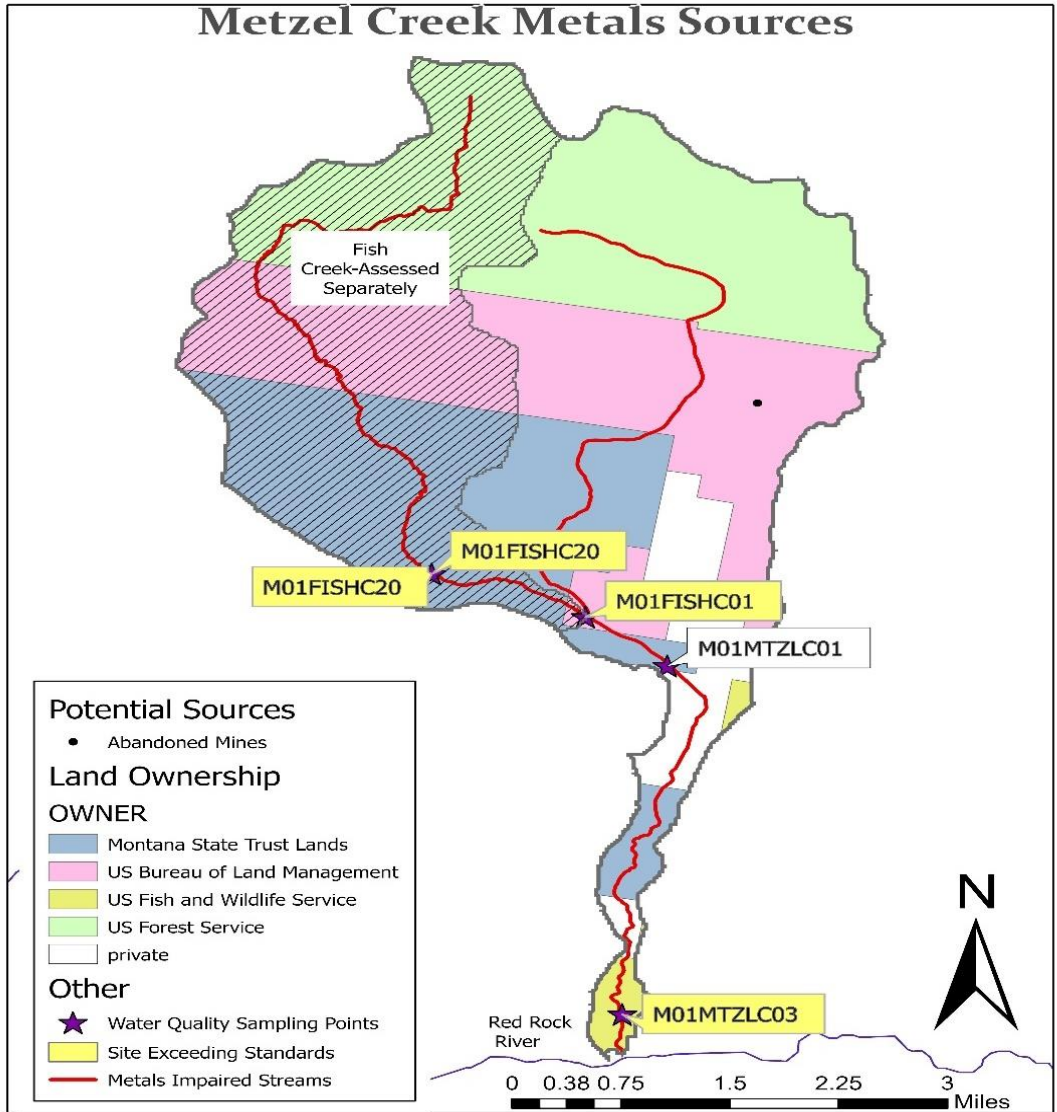 Metzel Creek Metals Sources
Fish
Creek-Assessed
Separately
M01FISHC20
M01FISHC20
M01FISHC01
M01MTZLC01
Potential Sources
Abandoned Mines
Land Ownership
OWNER
Montana State Trust Lands
US Bureau of Land Management
US Fish and Wildlife Service
US Forest Service
private
Other
Water Quality Sampling Points
Site Exceeding Standards
Metals Impaired Streams
N
M01MTZLC03
Red Rock
River
0 0.38 0.75 1.5 2.25 3
Miles